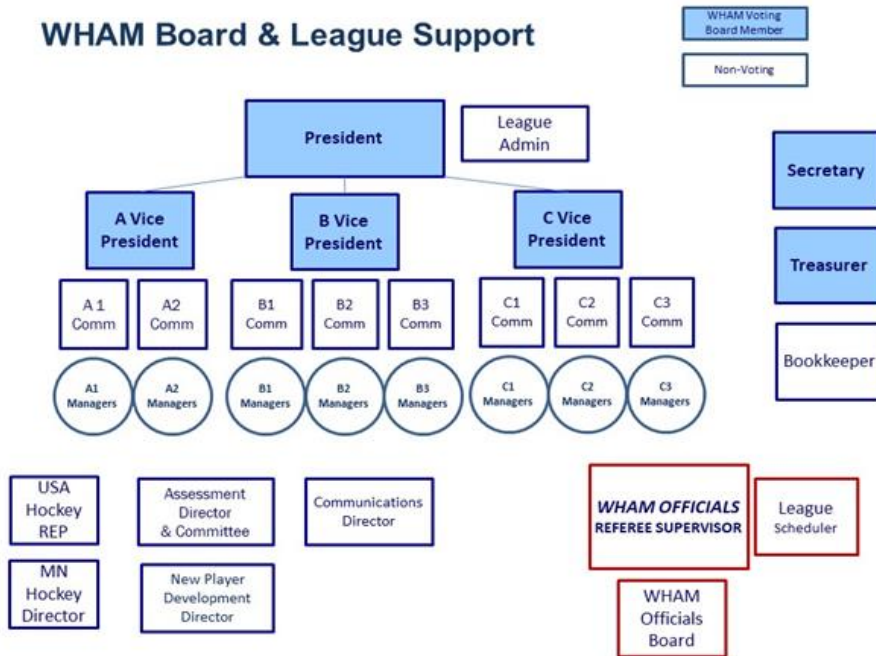 WHAM Board & League Support
WHAM Voting
Board Member
Non-Voting
President
League
Admin
Secretary
A Vice
President
B Vice
President
C Vice
President
Treasurer
A 1
Comm
A2
Comm
B1
Comm
B2
Comm
B3
Comm
C1
Comm
C2
Comm
C3
Comm
Bookkeeper
A1
Managers
A2
Managers
B1
Managers
B2
Managers
B3
Managers
C1
Managers
C2
Managers
C3
Managers
USA
Hockey
REP
Assessment
Director
& Committee
Communications
Director
WHAM OFFICIALS
REFEREE SUPERVISOR
League
Scheduler
MN
Hockey
Director
New Player
Development
Director
WHAM
Officials
Board